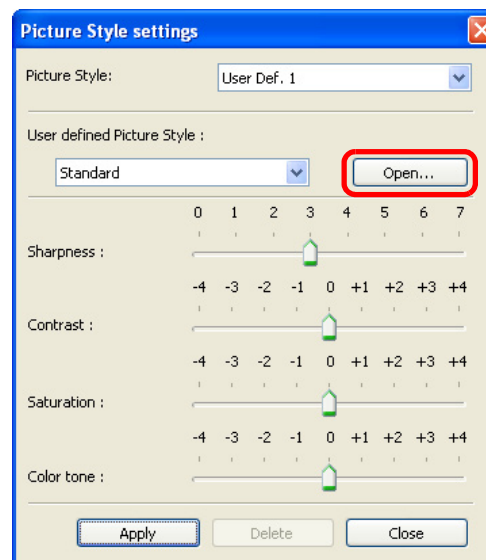 Picture Style settings
Picture Style: User Def. 1
User defined Picture Style :
Standard Open...
0 1 2 3 4 5 6 7
Sharpness :
-4 -3 -2 -1 0 +1 +2 +3 +4
Contrast :
-4 -3 -2 -1 0 +1 +2 +3 +4
Saturation :
-4 -3 -2 -1 0 +1 +2 +3 +4
Color tone :
Apply Delete Close